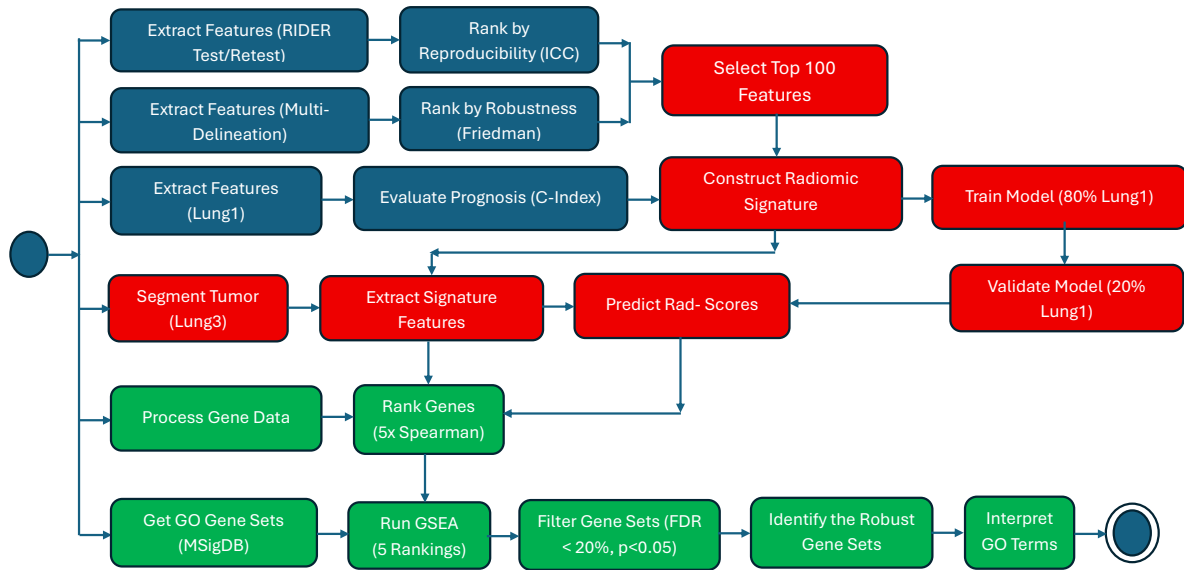 Extract Features (RIDER
Test/Retest)
Rank by
Reproducibility (ICC)
Select Top 100
Features
Extract Features (Multi-
Delineation)
Rank by Robustness
(Friedman)
Extract Features
(Lung1)
Evaluate Prognosis (C-Index)
Construct Radiomic
Signature
Train Model (80% Lung1)
Segment Tumor
(Lung3)
Extract Signature
Features
Predict Rad- Scores
Validate Model (20%
Lung1)
Process Gene Data
Rank Genes
(5x Spearman)
Get GO Gene Sets
(MSigDB)
Run GSEA
(5 Rankings)
Filter Gene Sets (FDR
< 20%, p<0.05)
Identify the Robust
Gene Sets
Interpret
GO Terms